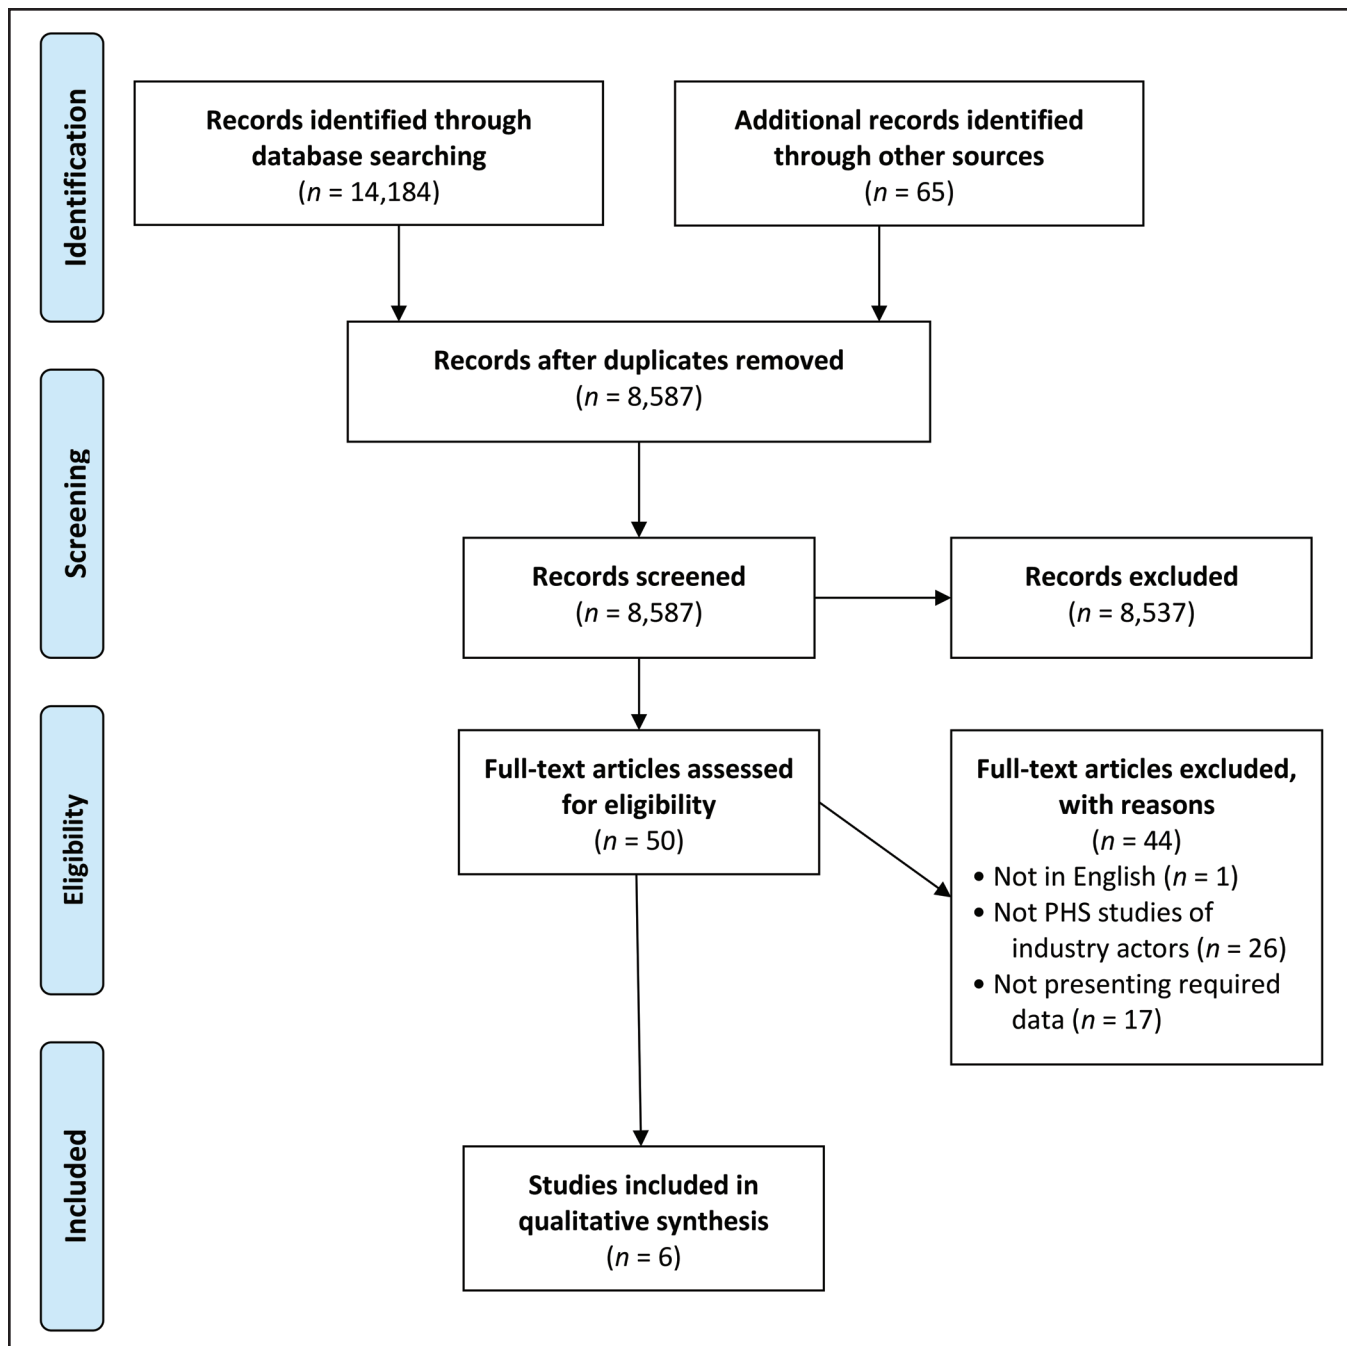 Identification
Records identified through
database searching
(n = 14,184)
Additional records identified
through other sources
(n = 65)
Records after duplicates removed
(n = 8,587)
Screening
Records screened
(n = 8,587)
Records excluded
(n = 8,537)
Eligibility
Full-text articles assessed
for eligibility
(n = 50)
Full-text articles excluded,
with reasons
(n = 44)
• Not in English (n = 1)
• Not PHS studies of
industry actors (n = 26)
• Not presenting required
data (n = 17)
Included
Studies included in
qualitative synthesis
(n = 6)